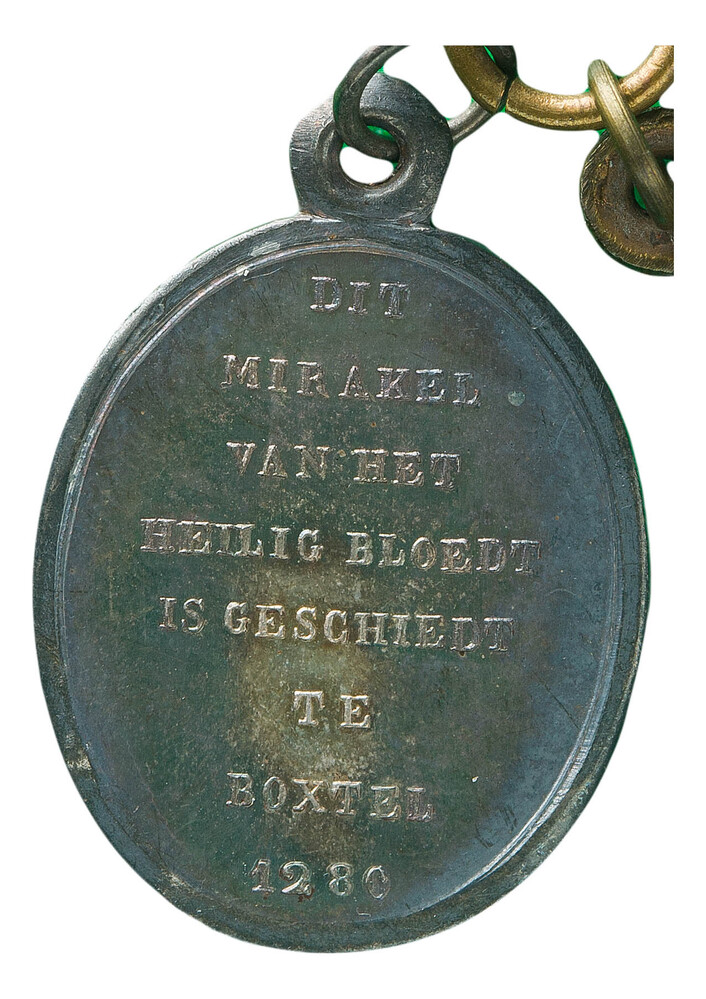 DIT
MIRAKEL
VAN HET
HEILIG BLOEDT
IS GESCHIEDT
TE
BOXTEL
1280